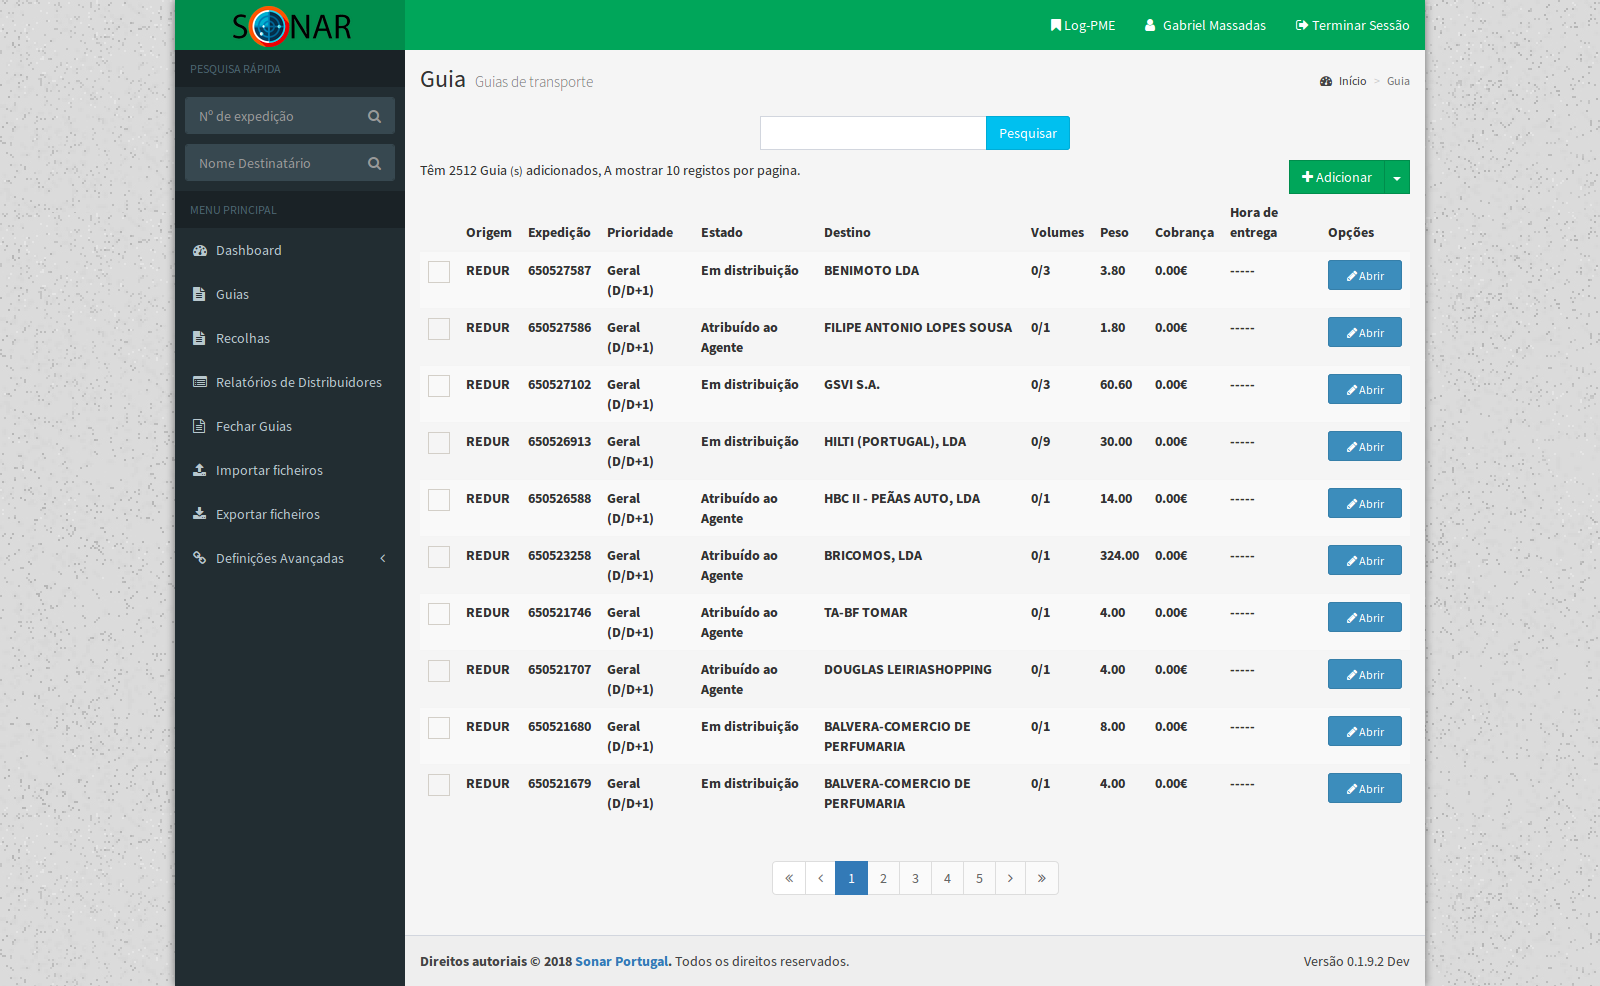 SONAR
Log-PME Gabriel Massadas Terminar Sessão
PESQUISA RÁPIDA
Nº de expedição
Nome Destinatário
MENU PRINCIPAL
Dashboard
Guias
Recolhas
Relatórios de Distribuidores
Fechar Guias
Importar ficheiros
Exportar ficheiros
Definições Avançadas
Guia Guias de transporte
Início > Guia
Pesquisar
Têm 2512 Guia (s) adicionados, A mostrar 10 registos por pagina.
Adicionar
Origem Expedição Prioridade Estado Destino Volumes Peso Cobrança Hora de entrega Opções
REDUR 650527587 Geral (D/D+1) Em distribuição BENIMOTO LDA 0/3 3.80 0.00€ ----- Abrir
REDUR 650527586 Geral (D/D+1) Atribuído ao Agente FILIPE ANTONIO LOPES SOUSA 0/1 1.80 0.00€ ----- Abrir
REDUR 650527102 Geral (D/D+1) Em distribuição GSVI S.A. 0/3 60.60 0.00€ ----- Abrir
REDUR 650526913 Geral (D/D+1) Em distribuição HILTI (PORTUGAL), LDA 0/9 30.00 0.00€ ----- Abrir
REDUR 650526588 Geral (D/D+1) Atribuído ao Agente HBC II - PEÃAS AUTO, LDA 0/1 14.00 0.00€ ----- Abrir
REDUR 650523258 Geral (D/D+1) Atribuído ao Agente BRICOMOS, LDA 0/1 324.00 0.00€ ----- Abrir
REDUR 650521746 Geral (D/D+1) Atribuído ao Agente TA-BF TOMAR 0/1 4.00 0.00€ ----- Abrir
REDUR 650521707 Geral (D/D+1) Atribuído ao Agente DOUGLAS LEIRIASHOPPING 0/1 4.00 0.00€ ----- Abrir
REDUR 650521680 Geral (D/D+1) Em distribuição BALVERA-COMERCIO DE PERFUMARIA 0/1 8.00 0.00€ ----- Abrir
REDUR 650521679 Geral (D/D+1) Em distribuição BALVERA-COMERCIO DE PERFUMARIA 0/1 4.00 0.00€ ----- Abrir
« ‹ 1 2 3 4 5 › »
Direitos autoriais © 2018 Sonar Portugal. Todos os direitos reservados.
Versão 0.1.9.2 Dev